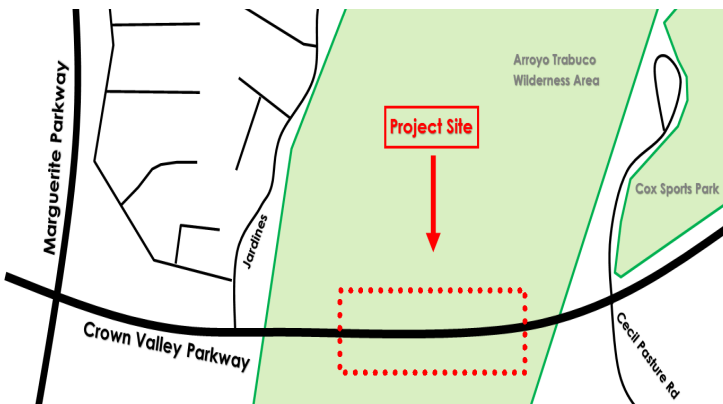 Marguerite Parkway
Arroyo Trabuco
Wilderness Area
Project Site
Cox Sports Park
Jardines
Crown Valley Parkway
Cecil Pasture Rd